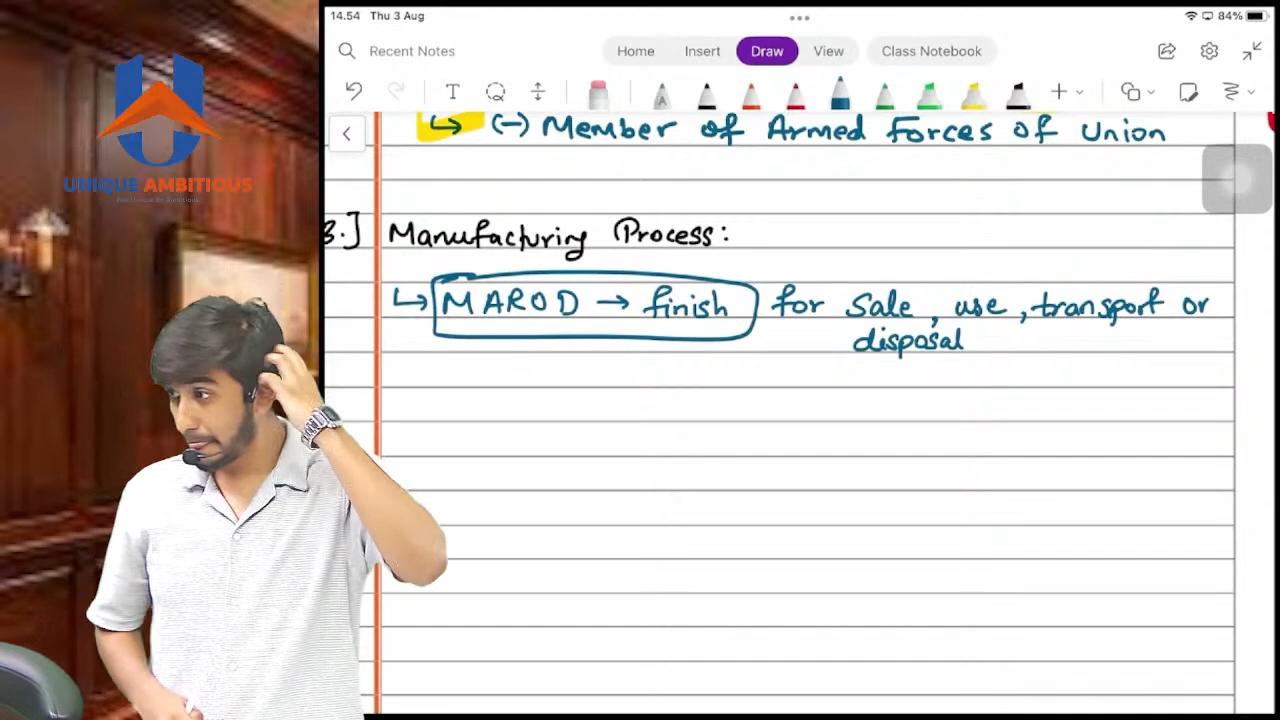 14.54 Thu 3 Aug
84%
Recent Notes
Home Insert Draw View Class Notebook
UNIQUE AMBITIOUS
↳ (-) Member of Armed Forces of Union
3.] Manufacturing Process:
↳ MAROD → finish for Sale, use, transport or
disposal